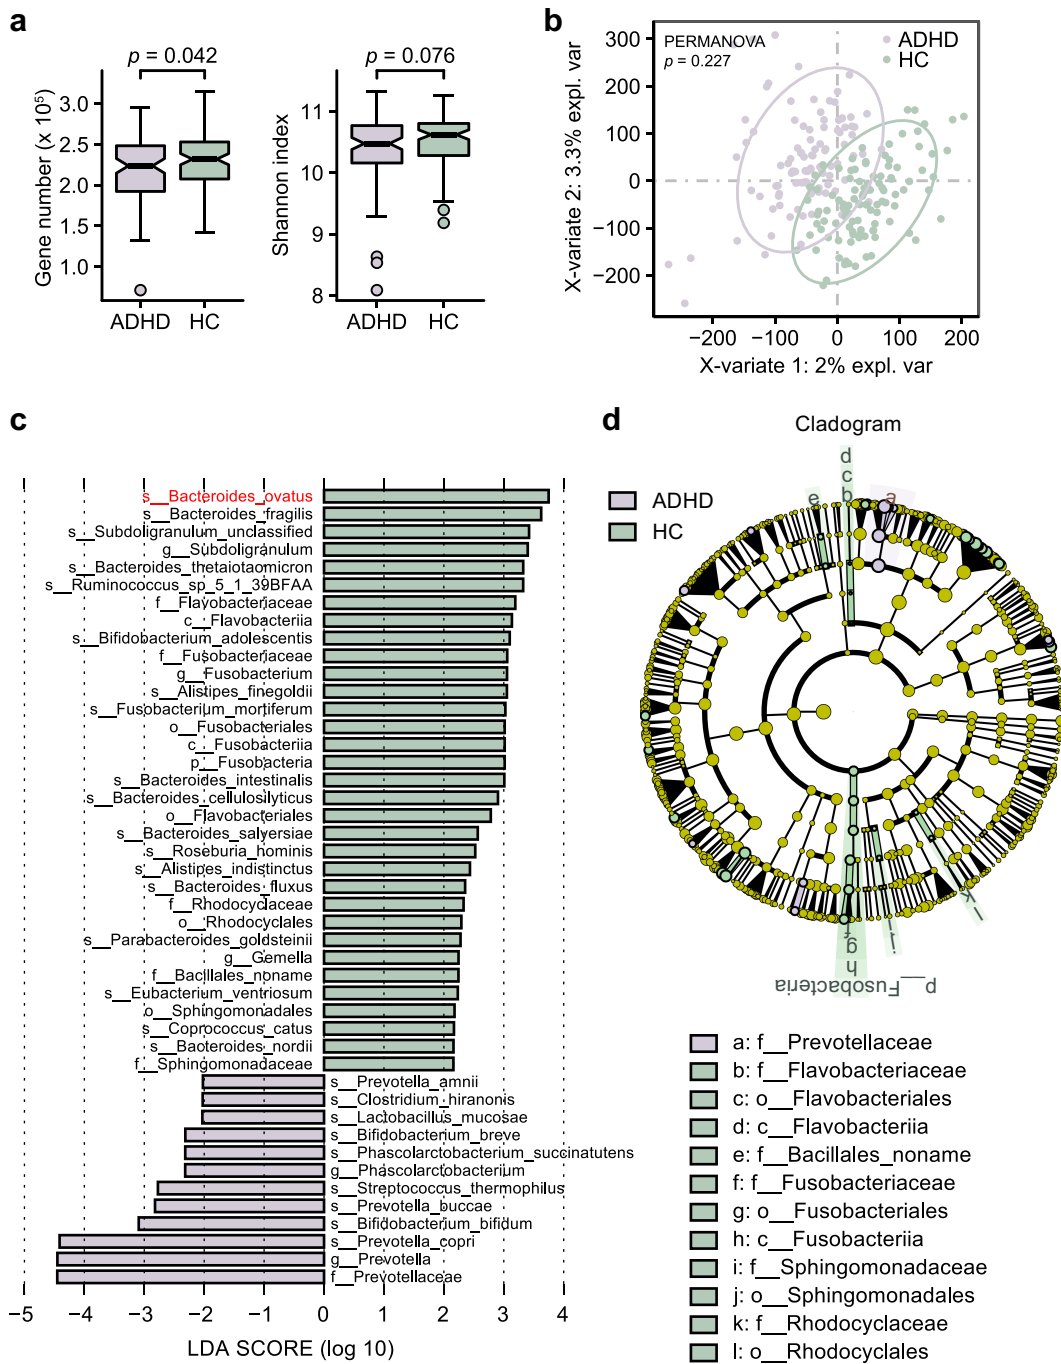 a
p = 0.042
Gene number (x 10⁵)
3.0
2.5
2.0
1.5
1.0
ADHD HC
p = 0.076
Shannon index
11
10
9
8
ADHD HC
b
PERMANOVA
p = 0.227
ADHD
HC
X-variate 2: 3.3% expl. var
300
200
100
0
−100
−200
−200 −100 0 100 200
X-variate 1: 2% expl. var
c
s__Bacteroides_ovatus
s__Bacteroides_fragilis
s__Subdoligranulum_unclassified
g__Subdoligranulum
s__Bacteroides_thetaiotaomicron
s__Ruminococcus_sp_5_1_39BFAA
f__Flavobacteriaceae
c__Flavobacteriia
s__Bifidobacterium_adolescentis
f__Fusobacteriaceae
g__Fusobacterium
s__Alistipes_finegoldii
s__Fusobacterium_mortiferum
o__Fusobacteriales
c__Fusobacteriia
p__Fusobacteria
s__Bacteroides_intestinalis
s__Bacteroides_cellulosilyticus
o__Flavobacteriales
s__Bacteroides_salyersiae
s__Roseburia_hominis
s__Alistipes_indistinctus
s__Bacteroides_fluxus
f__Rhodocyclaceae
o__Rhodocyclales
s__Parabacteroides_goldsteinii
g__Gemella
f__Bacillales_noname
s__Eubacterium_ventriosum
o__Sphingomonadales
s__Coprococcus_catus
s__Bacteroides_nordii
f__Sphingomonadaceae
s__Prevotella_amnii
s__Clostridium_hiranonis
s__Lactobacillus_mucosae
s__Bifidobacterium_breve
s__Phascolarctobacterium_succinatutens
g__Phascolarctobacterium
s__Streptococcus_thermophilus
s__Prevotella_buccae
s__Bifidobacterium_bifidum
s__Prevotella_copri
g__Prevotella
f__Prevotellaceae
−5 −4 −3 −2 −1 0 1 2 3 4
LDA SCORE (log 10)
d
Cladogram
ADHD
HC
d
c
b
a
e
f
g
h
p__Fusobacteria
i
j
k
l
a: f__Prevotellaceae
b: f__Flavobacteriaceae
c: o__Flavobacteriales
d: c__Flavobacteriia
e: f__Bacillales_noname
f: f__Fusobacteriaceae
g: o__Fusobacteriales
h: c__Fusobacteriia
i: f__Sphingomonadaceae
j: o__Sphingomonadales
k: f__Rhodocyclaceae
l: o__Rhodocyclales